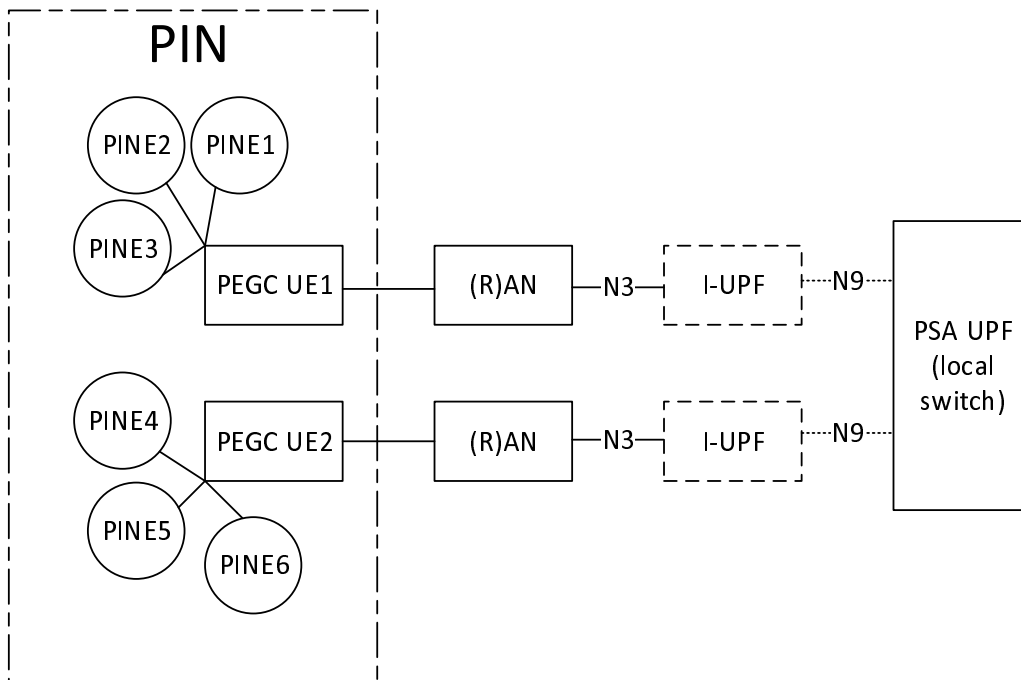 PIN
PINE2
PINE1
PINE3
PEGC UE1
(R)AN
N3
I-UPF
N9
PSA UPF
(local
switch)
PINE4
PEGC UE2
(R)AN
N3
I-UPF
N9
PINE5
PINE6